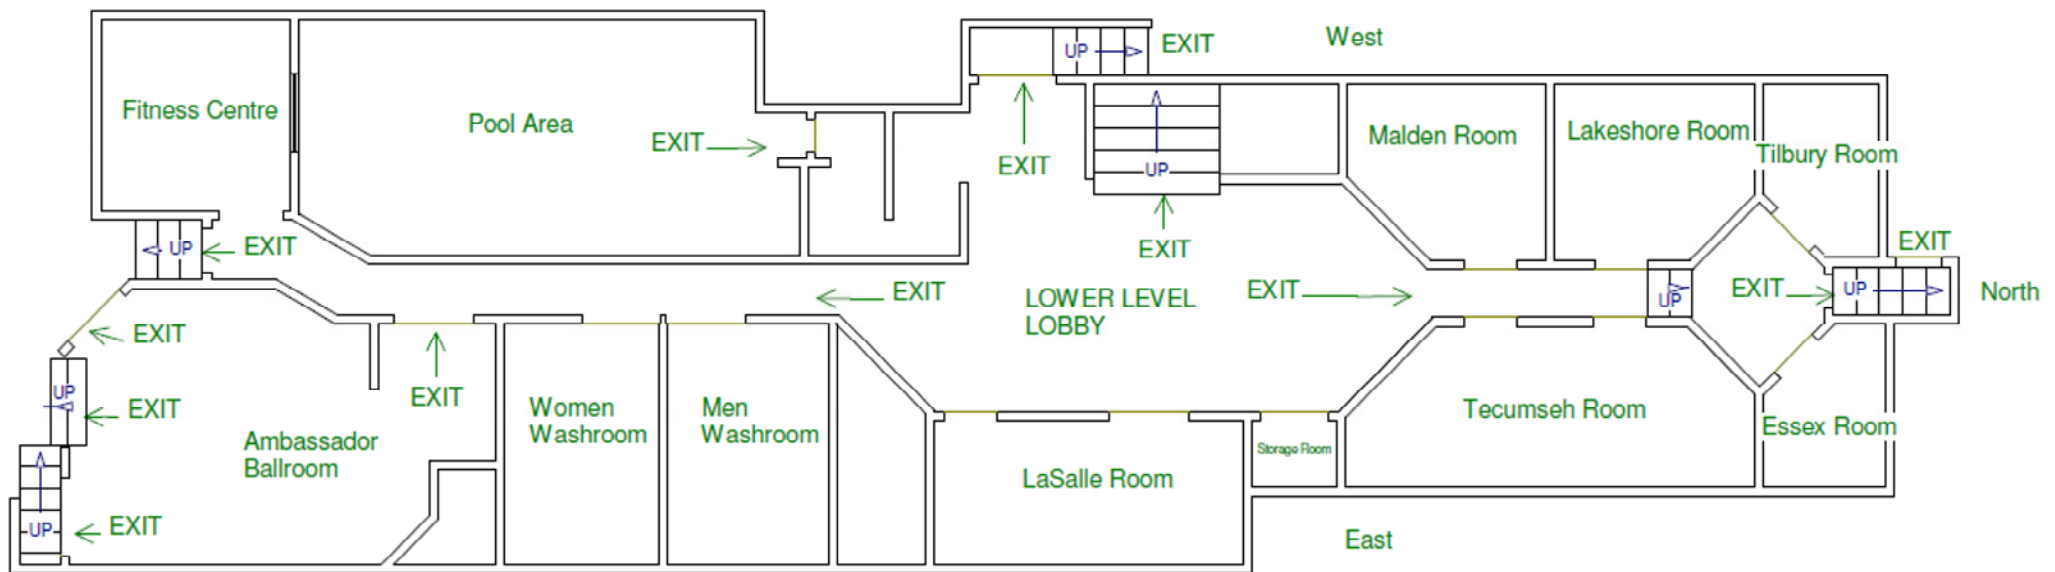 West
UP
EXIT
Fitness Centre
Pool Area
EXIT
EXIT
UP
EXIT
Malden Room
Lakeshore Room
Tilbury Room
UP
EXIT
EXIT
EXIT
EXIT
LOWER LEVEL
LOBBY
EXIT
UP
EXIT
UP
North
EXIT
EXIT
UP
EXIT
EXIT
Ambassador
Ballroom
Women
Washroom
Men
Washroom
LaSalle Room
Storage Room
Tecumseh Room
Essex Room
UP
EXIT
East